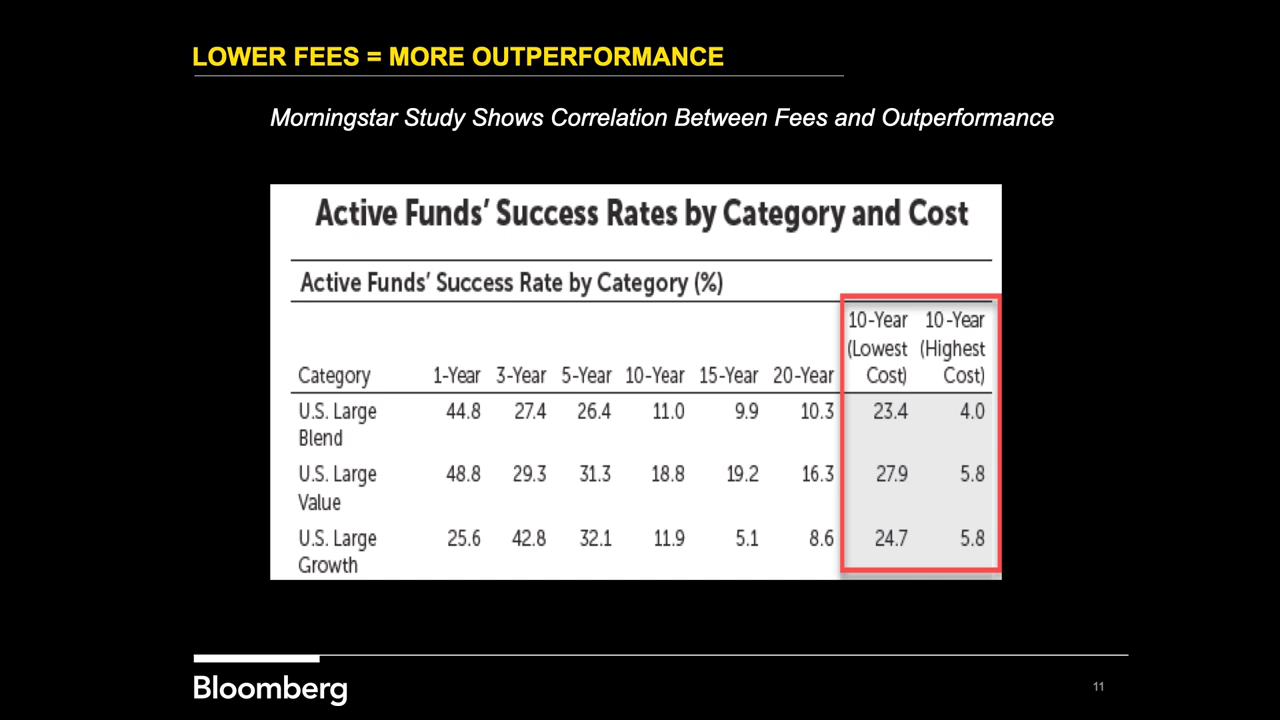 LOWER FEES = MORE OUTPERFORMANCE
Morningstar Study Shows Correlation Between Fees and Outperformance
Active Funds' Success Rates by Category and Cost
Active Funds' Success Rate by Category (%)
10-Year 10-Year
(Lowest (Highest
Category 1-Year 3-Year 5-Year 10-Year 15-Year 20-Year Cost) Cost)
U.S. Large 44.8 27.4 26.4 11.0 9.9 10.3 23.4 4.0
Blend
U.S. Large 48.8 29.3 31.3 18.8 19.2 16.3 27.9 5.8
Value
U.S. Large 25.6 42.8 32.1 11.9 5.1 8.6 24.7 5.8
Growth
Bloomberg
11